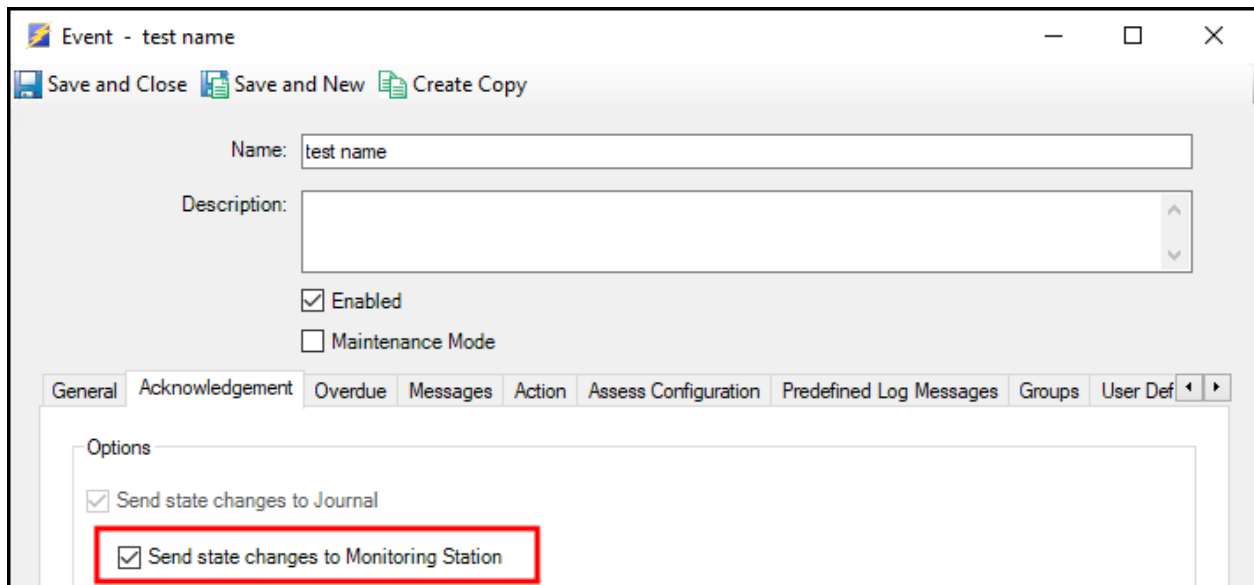 Event - test name
Save and Close Save and New Create Copy
Name: test name
Description:
Enabled
Maintenance Mode
General Acknowledgement Overdue Messages Action Assess Configuration Predefined Log Messages Groups User Def
Options
Send state changes to Journal
Send state changes to Monitoring Station